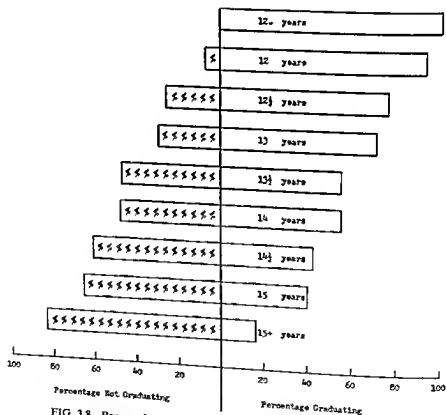 12- years
12 years
12½ years
13 years
13½ years
14 years
14½ years
15 years
15+ years
100 80 60 40 20 20 40 60 80 100
Percentage Not Graduating Percentage Graduating
FIG 3.8